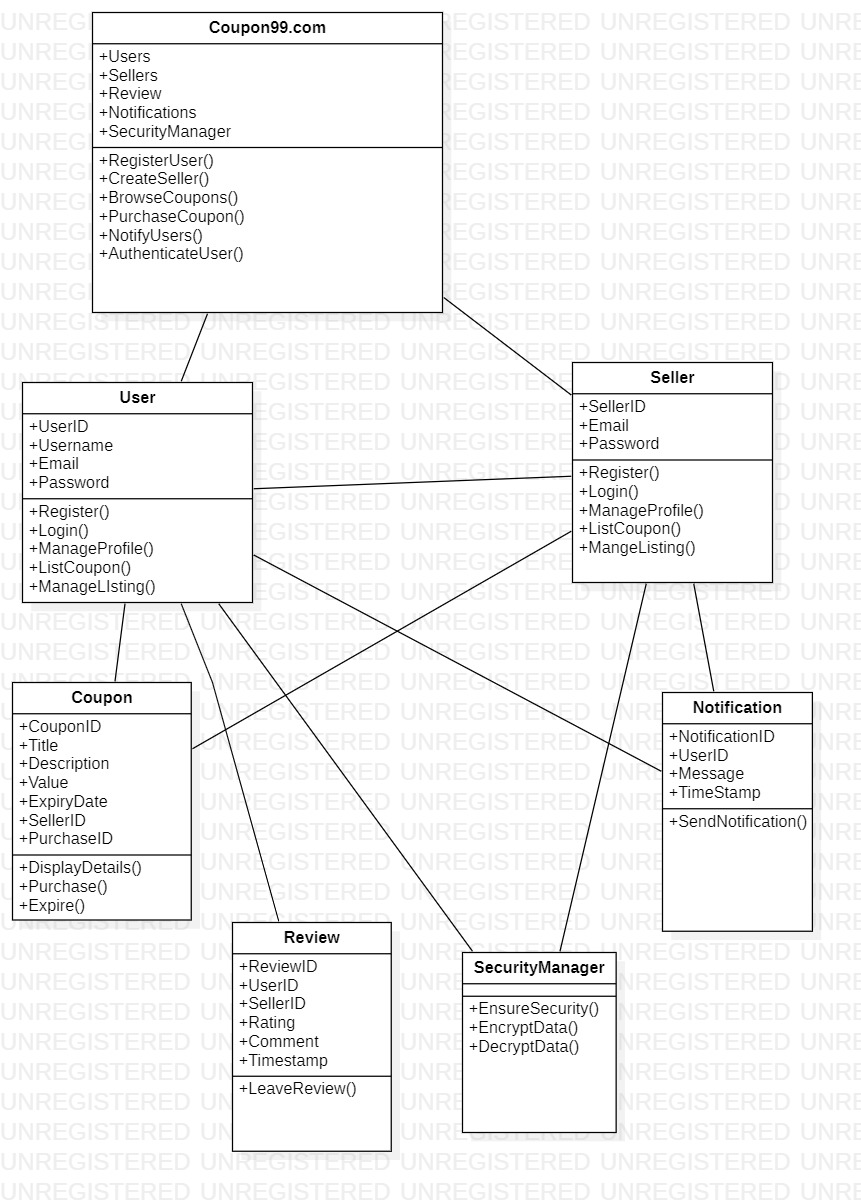 Coupon99.com
+Users
+Sellers
+Review
+Notifications
+SecurityManager
+RegisterUser()
+CreateSeller()
+BrowseCoupons()
+PurchaseCoupon()
+NotifyUsers()
+AuthenticateUser()
User
+UserID
+Username
+Email
+Password
+Register()
+Login()
+ManageProfile()
+ListCoupon()
+ManageLIsting()
Seller
+SellerID
+Email
+Password
+Register()
+Login()
+ManageProfile()
+ListCoupon()
+MangeListing()
Coupon
+CouponID
+Title
+Description
+Value
+ExpiryDate
+SellerID
+PurchaseID
+DisplayDetails()
+Purchase()
+Expire()
Notification
+NotificationID
+UserID
+Message
+TimeStamp
+SendNotification()
Review
+ReviewID
+UserID
+SellerID
+Rating
+Comment
+Timestamp
+LeaveReview()
SecurityManager
+EnsureSecurity()
+EncryptData()
+DecryptData()
UNREGISTERED